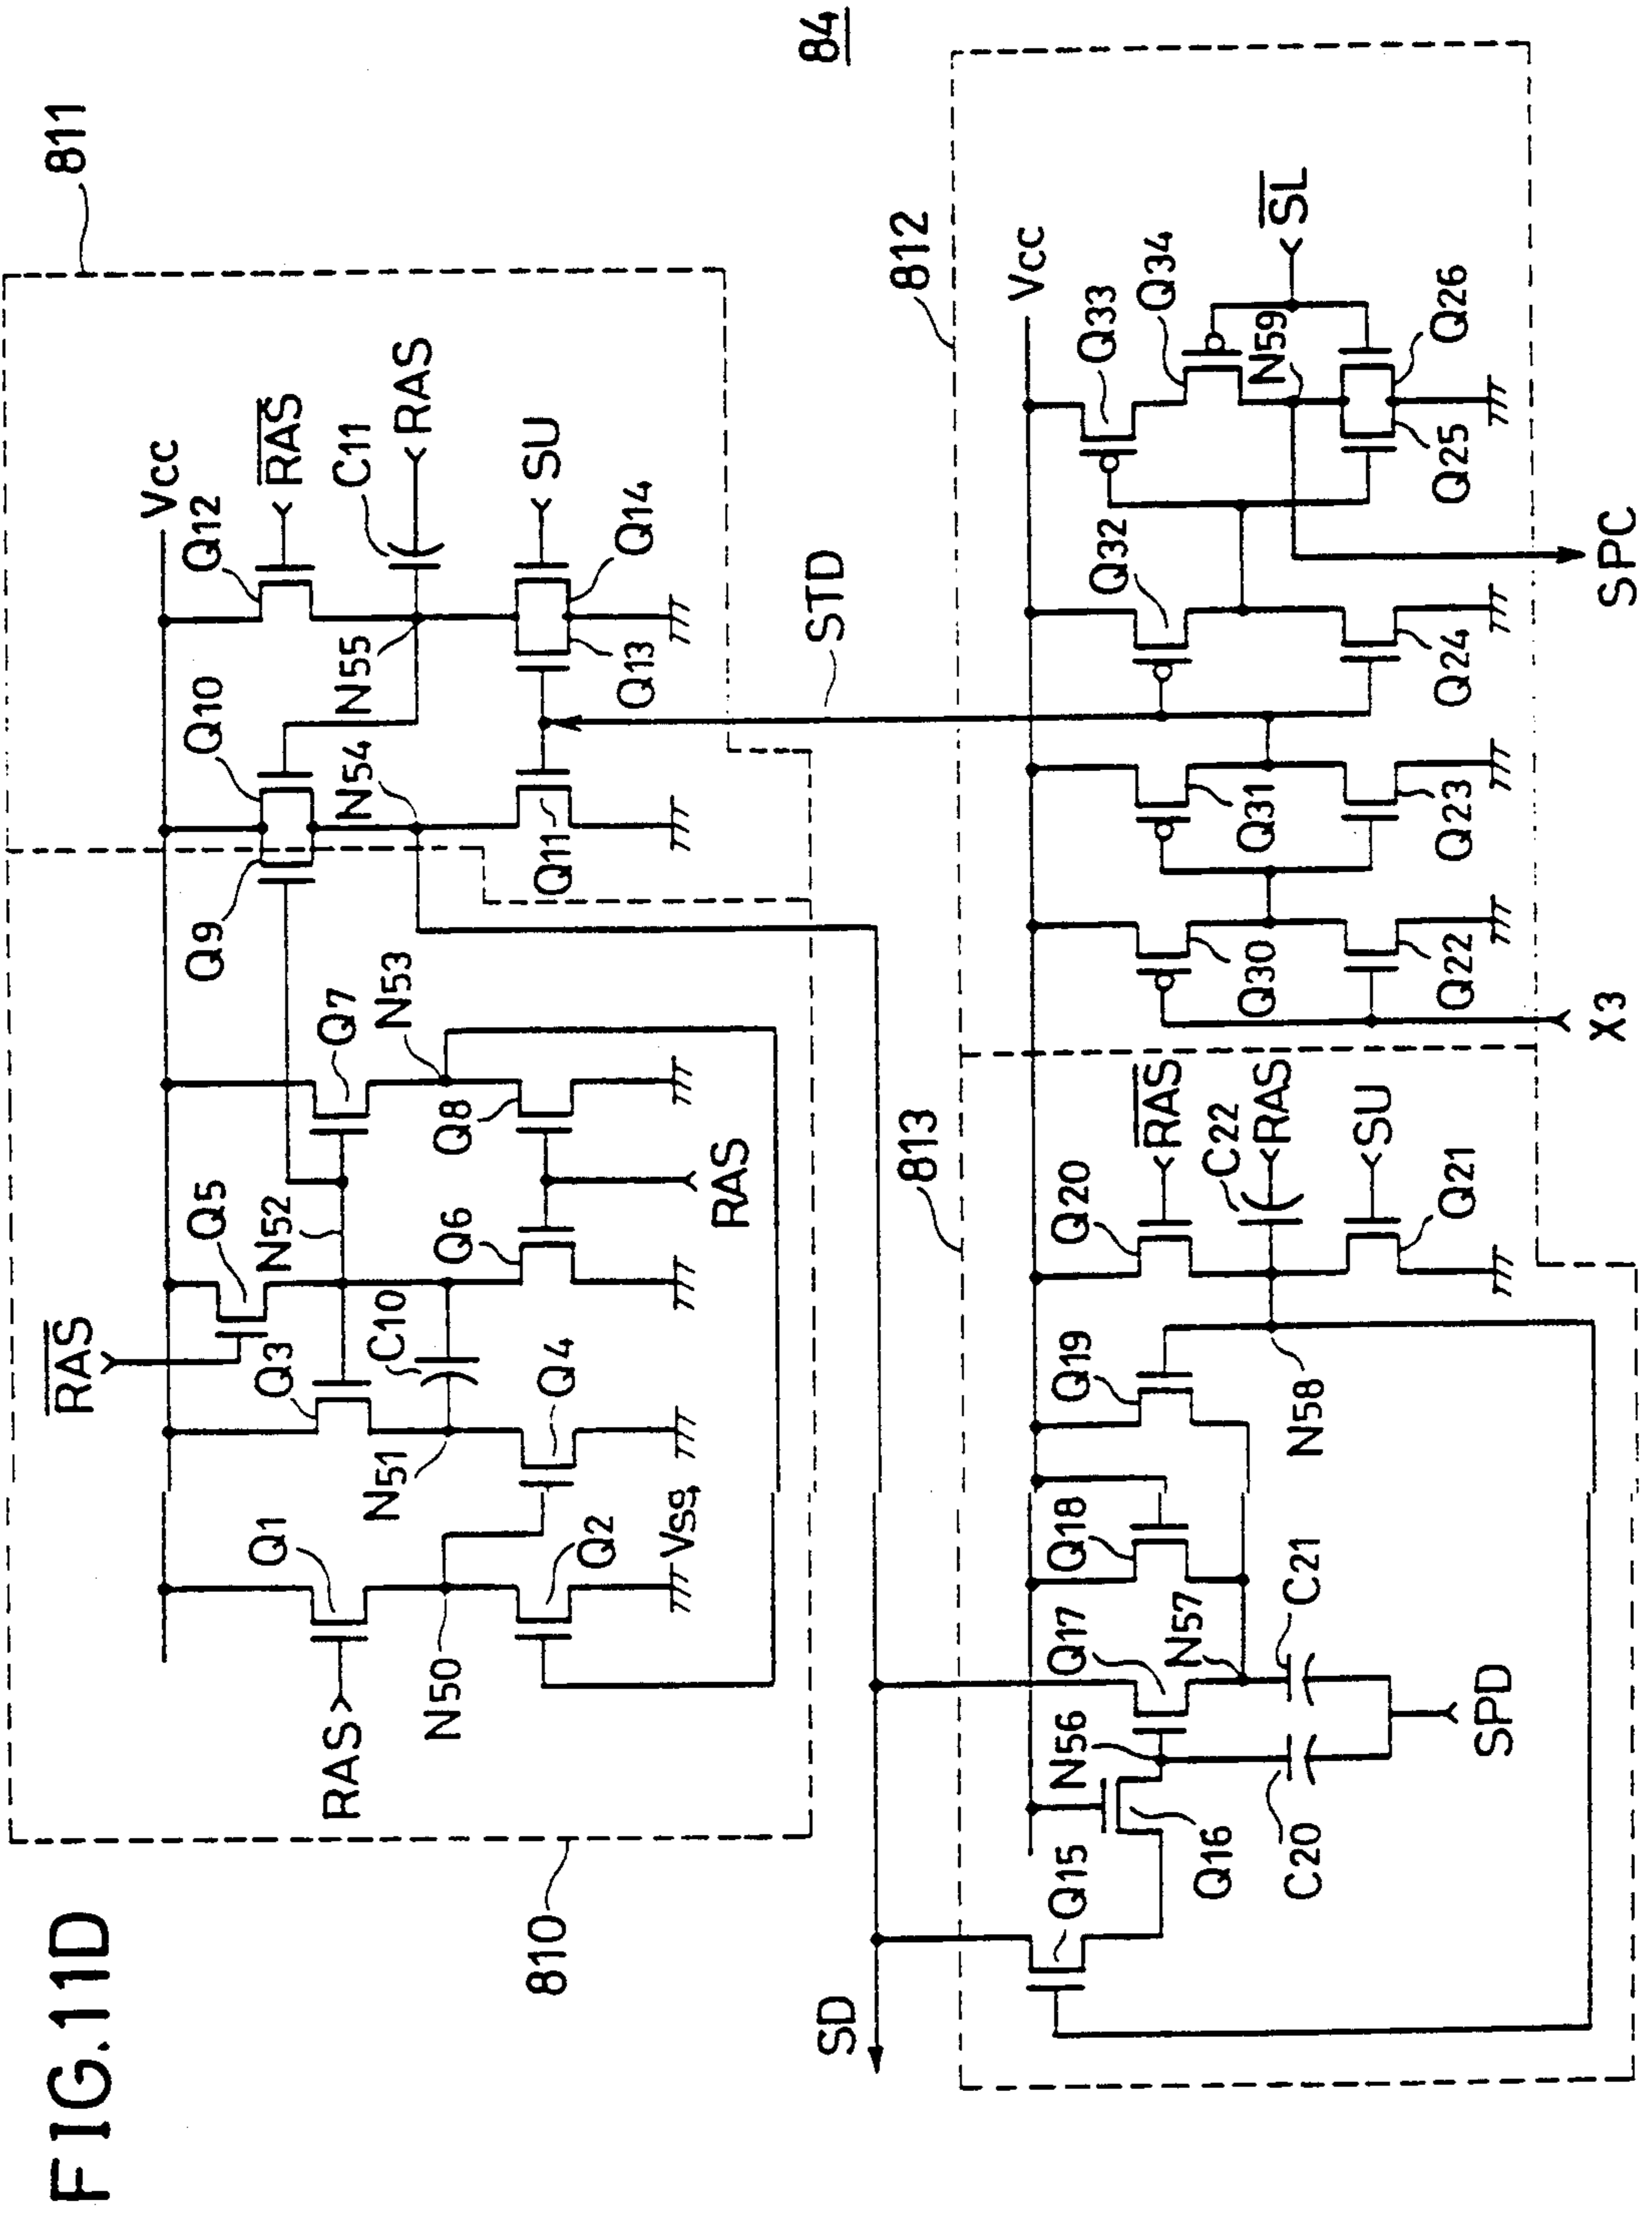 FIG.11D
84
811
810
RAS
RAS
Q1
Q2
N50
VSS
Q3
Q4
N51
C10
Q5
N52
Q6
RAS
Q7
Q8
N53
Q9
Q10
N54
Q11
Vcc
Q12
RAS
N55
C11
RAS
Q13
Q14
SU
STD
SD
813
Q15
Q16
N56
C20
Q17
N57
C21
SPD
Q18
Q19
N58
Q20
RAS
C22
RAS
SU
Q21
812
X3
Q30
Q22
Q31
Q23
Q32
Q24
Vcc
Q33
Q34
N59
SL
Q25
Q26
SPC